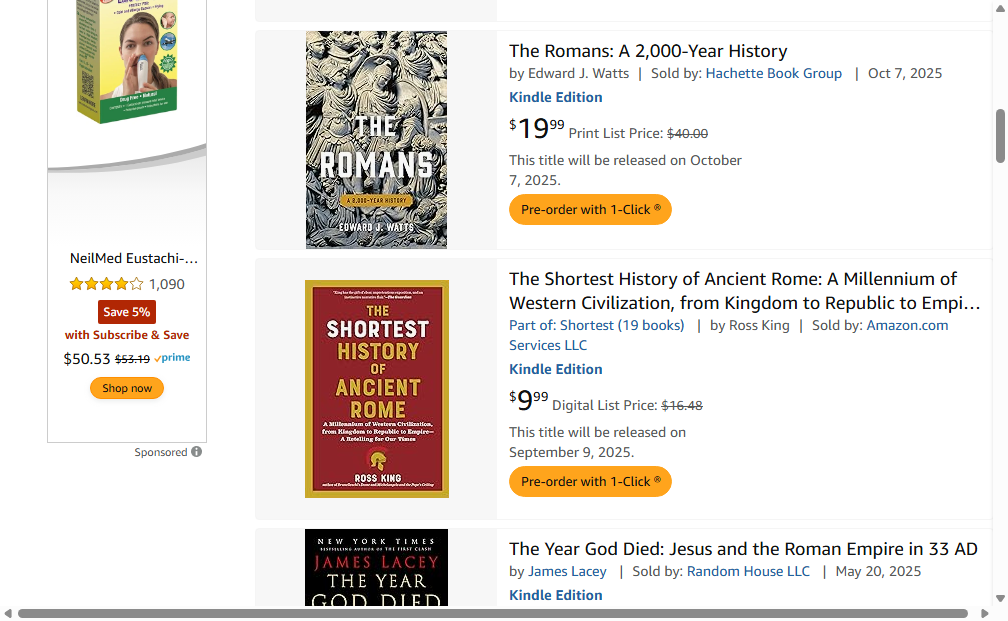 Drug Free • Natural
NeilMed Eustachi-...
1,090
Save 5%
with Subscribe & Save
$50.53 $53.19 prime
Shop now
Sponsored
THE
ROMANS
A 2,000-YEAR HISTORY
EDWARD J. WATTS
The Romans: A 2,000-Year History
by Edward J. Watts | Sold by: Hachette Book Group | Oct 7, 2025
Kindle Edition
$19 99 Print List Price: $40.00
This title will be released on October
7, 2025.
Pre-order with 1-Click ®
THE
SHORTEST
HISTORY
OF
ANCIENT
ROME
A Millennium of Western Civilization,
from Kingdom to Republic to Empire—
A Retelling for Our Times
ROSS KING
The Shortest History of Ancient Rome: A Millennium of
Western Civilization, from Kingdom to Republic to Empi...
Part of: Shortest (19 books) | by Ross King | Sold by: Amazon.com
Services LLC
Kindle Edition
$9 99 Digital List Price: $16.48
This title will be released on
September 9, 2025.
Pre-order with 1-Click ®
NEW YORK TIMES
BESTSELLING AUTHOR OF THE FIRST CLASH
JAMES LACEY
THE YEAR
GOD DIED
The Year God Died: Jesus and the Roman Empire in 33 AD
by James Lacey | Sold by: Random House LLC | May 20, 2025
Kindle Edition